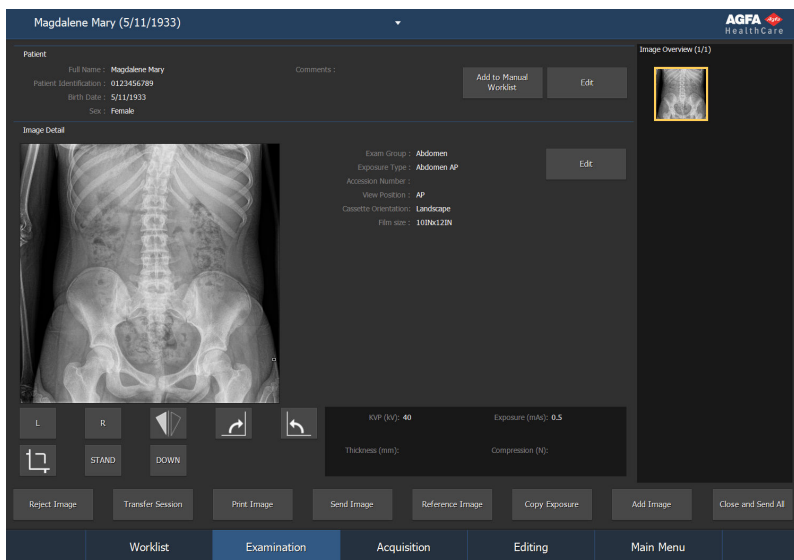 Magdalene Mary (5/11/1933)
AGFA
HealthCare
Patient
Full Name : Magdalene Mary
Comments :
Patient Identification : 0123456789
Birth Date : 5/11/1933
Sex : Female
Add to Manual
Worklist
Edit
Image Overview (1/1)
Image Detail
Exam Group : Abdomen
Exposure Type : Abdomen AP
Accession Number :
View Position : AP
Cassette Orientation: Landscape
Film size : 10INx12IN
Edit
L
R
STAND
DOWN
KVP (kV): 40
Exposure (mAs): 0.5
Thickness (mm):
Compression (N):
Reject Image
Transfer Session
Print Image
Send Image
Reference Image
Copy Exposure
Add Image
Close and Send All
Worklist
Examination
Acquisition
Editing
Main Menu